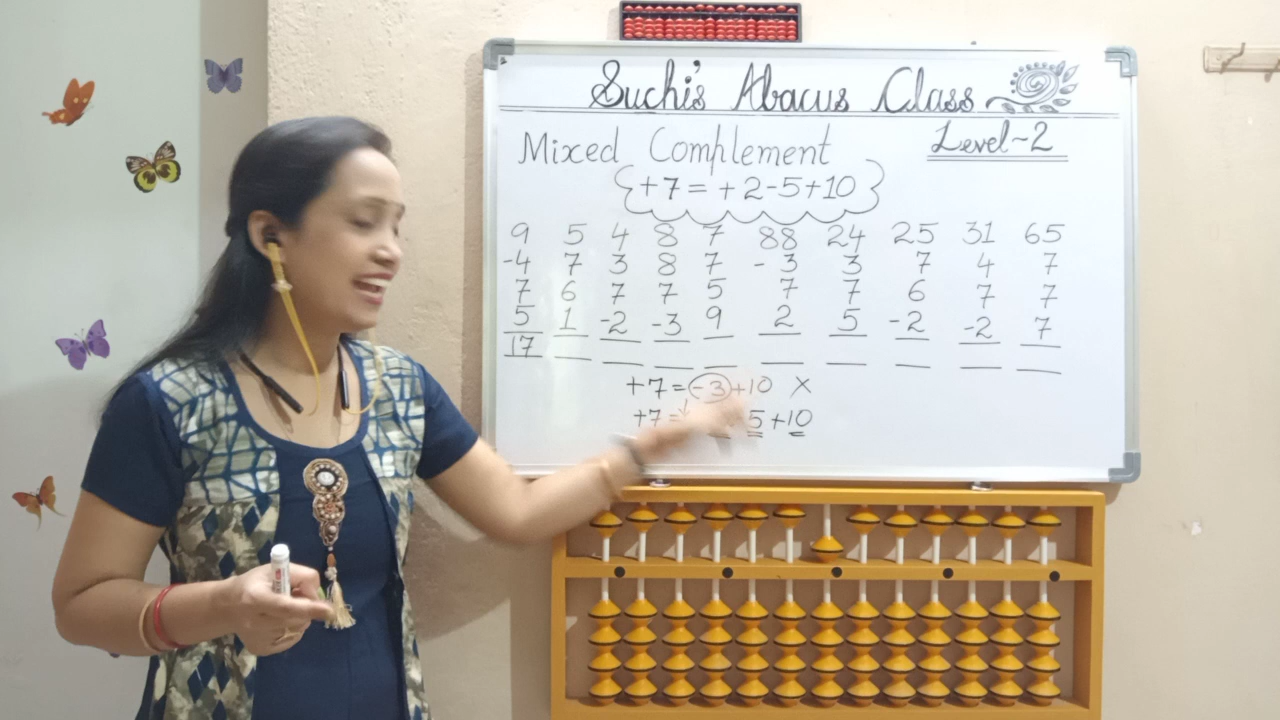 Suchi's Abacus Class
Mixed Complement
Level-2
+7=+2-5+10
9 5 4 8 7 88 24 25 31 65
-4 7 3 8 7 -3 3 7 4 7
7 6 7 7 5 7 7 6 7 7
5 1 -2 -3 9 2 5 -2 -2 7
17
+7=-3+10 X
+7= 5+10